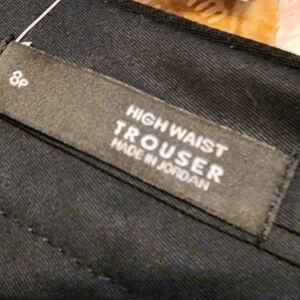 8P
HIGH WAIST
TROUSER
MADE IN JORDAN